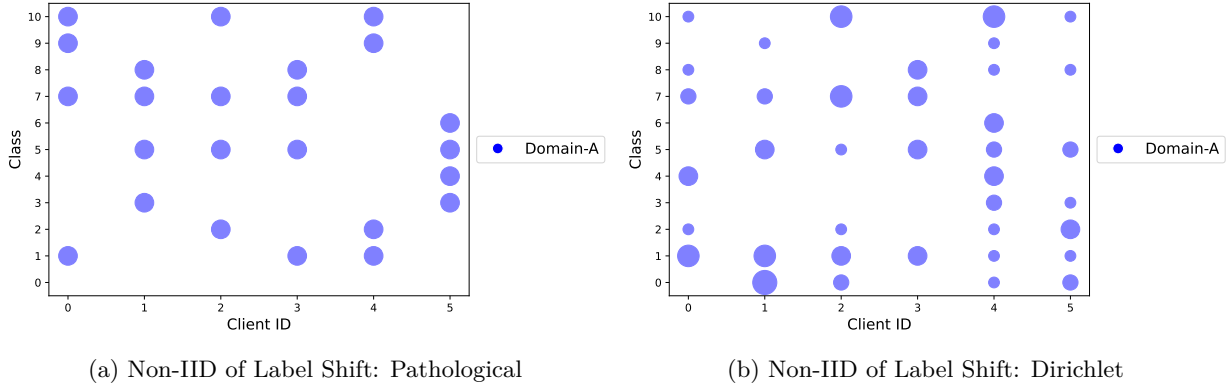 10
9
8
7
6
5
4
3
2
1
0
Class
0 1 2 3 4 5
Client ID
Domain-A
(a) Non-IID of Label Shift: Pathological
10
9
8
7
6
5
4
3
2
1
0
Class
0 1 2 3 4 5
Client ID
Domain-A
(b) Non-IID of Label Shift: Dirichlet